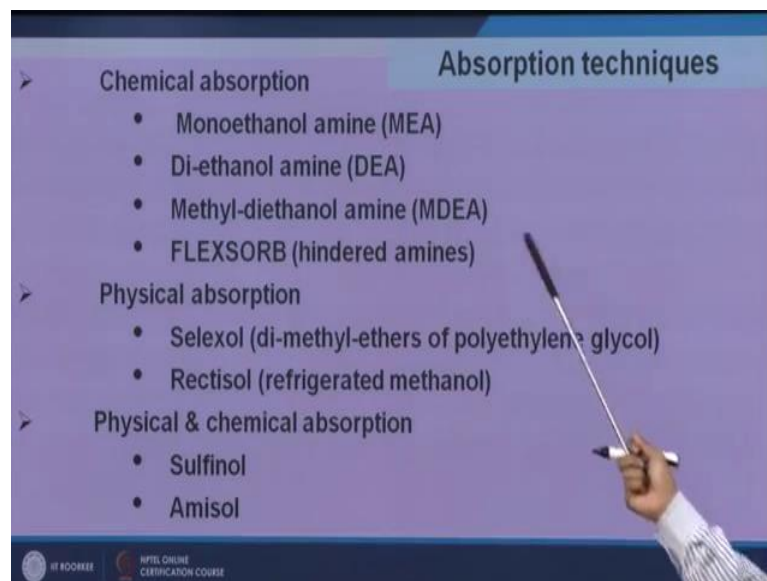 Absorption techniques
➢ Chemical absorption
• Monoethanol amine (MEA)
• Di-ethanol amine (DEA)
• Methyl-diethanol amine (MDEA)
• FLEXSORB (hindered amines)
➢ Physical absorption
• Selexol (di-methyl-ethers of polyethylene glycol)
• Rectisol (refrigerated methanol)
➢ Physical & chemical absorption
• Sulfinol
• Amisol
IIT ROORKEE
NPTEL ONLINE
CERTIFICATION COURSE